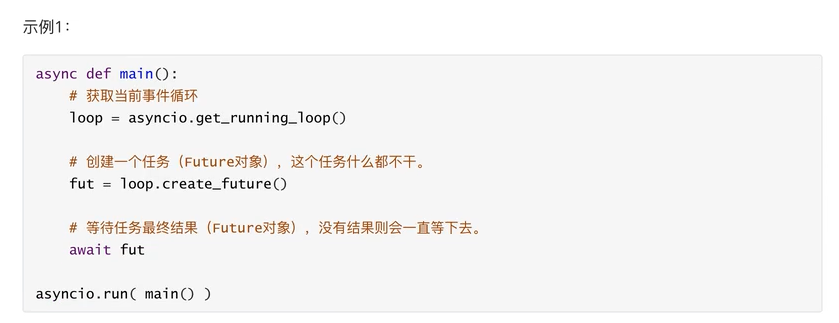 示例1：
async def main():
    # 获取当前事件循环
    loop = asyncio.get_running_loop()
    # 创建一个任务（Future对象），这个任务什么都不干。
    fut = loop.create_future()
    # 等待任务最终结果（Future对象），没有结果则会一直等下去。
    await fut
asyncio.run( main() )